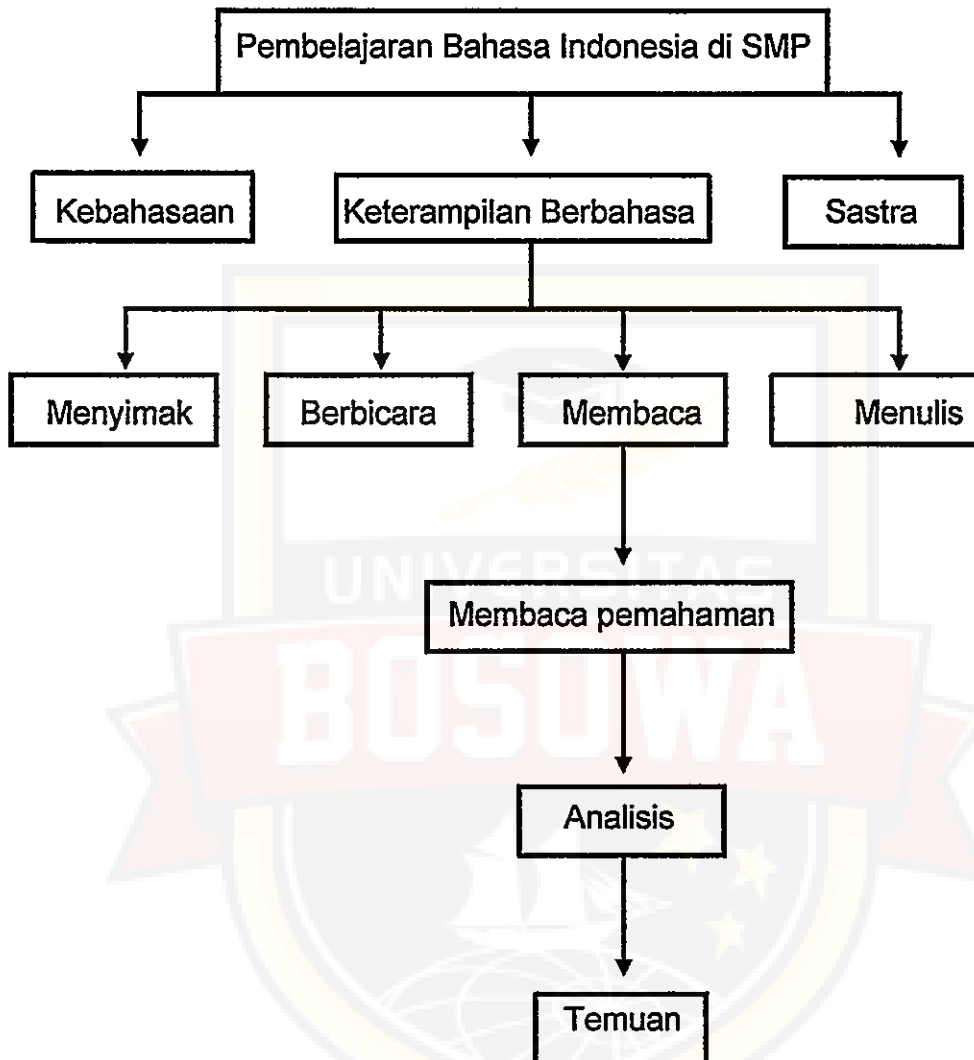 Pembelajaran Bahasa Indonesia di SMP
Kebahasaan
Keterampilan Berbahasa
Sastra
Menyimak
Berbicara
Membaca
Menulis
UNIVERSITAS
Membaca pemahaman
BOSOWA
Analisis
Temuan